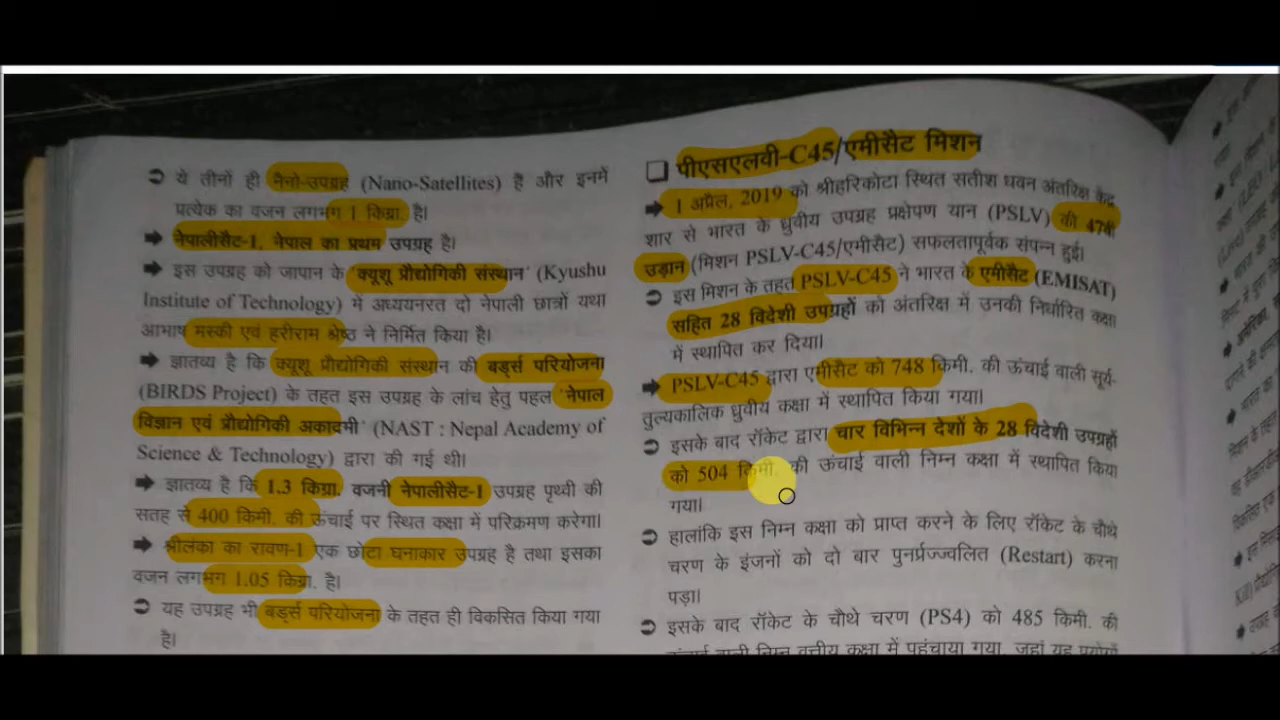 ➲ ये तीनों ही नैनो-उपग्रह (Nano-Satellites) हैं और इनमें
प्रत्येक का वजन लगभग 1 किग्रा. है।
➡ नेपालीसैट-1, नेपाल का प्रथम उपग्रह है।
➡ इस उपग्रह को जापान के 'क्यूशू प्रौद्योगिकी संस्थान' (Kyushu
Institute of Technology) में अध्ययनरत दो नेपाली छात्रों यथा
आभाष मस्की एवं हरीराम श्रेष्ठ ने निर्मित किया है।
➡ ज्ञातव्य है कि क्यूशू प्रौद्योगिकी संस्थान की बर्ड्स परियोजना
(BIRDS Project) के तहत इस उपग्रह के लांच हेतु पहल 'नेपाल
विज्ञान एवं प्रौद्योगिकी अकादमी' (NAST : Nepal Academy of
Science & Technology) द्वारा की गई थी।
➡ ज्ञातव्य है कि 1.3 किग्रा. वजनी नेपालीसैट-1 उपग्रह पृथ्वी की
सतह से 400 किमी. की ऊंचाई पर स्थित कक्षा में परिक्रमण करेगा।
➡ श्रीलंका का रावण-1 एक छोटा घनाकार उपग्रह है तथा इसका
वजन लगभग 1.05 किग्रा. है।
➲ यह उपग्रह भी बर्ड्स परियोजना के तहत ही विकसित किया गया
है।
❑ पीएसएलवी-C45/एमीसैट मिशन
➡ 1 अप्रैल, 2019 को श्रीहरिकोटा स्थित सतीश धवन अंतरिक्ष केंद्र,
शार से भारत के ध्रुवीय उपग्रह प्रक्षेपण यान (PSLV) की 47वीं
उड़ान (मिशन PSLV-C45/एमीसैट) सफलतापूर्वक संपन्न हुई।
➲ इस मिशन के तहत PSLV-C45 ने भारत के एमीसैट (EMISAT)
सहित 28 विदेशी उपग्रहों को अंतरिक्ष में उनकी निर्धारित कक्षा
में स्थापित कर दिया।
➡ PSLV-C45 द्वारा एमीसैट को 748 किमी. की ऊंचाई वाली सूर्य-
तुल्यकालिक ध्रुवीय कक्षा में स्थापित किया गया।
➲ इसके बाद रॉकेट द्वारा चार विभिन्न देशों के 28 विदेशी उपग्रहों
को 504 किमी. की ऊंचाई वाली निम्न कक्षा में स्थापित किया
गया।
➲ हालांकि इस निम्न कक्षा को प्राप्त करने के लिए रॉकेट के चौथे
चरण के इंजनों को दो बार पुनर्प्रज्ज्वलित (Restart) करना
पड़ा।
➲ इसके बाद रॉकेट के चौथे चरण (PS4) को 485 किमी. की
ऊंचाई वाली निम्न वृत्तीय कक्षा में पहुंचाया गया, जहां यह